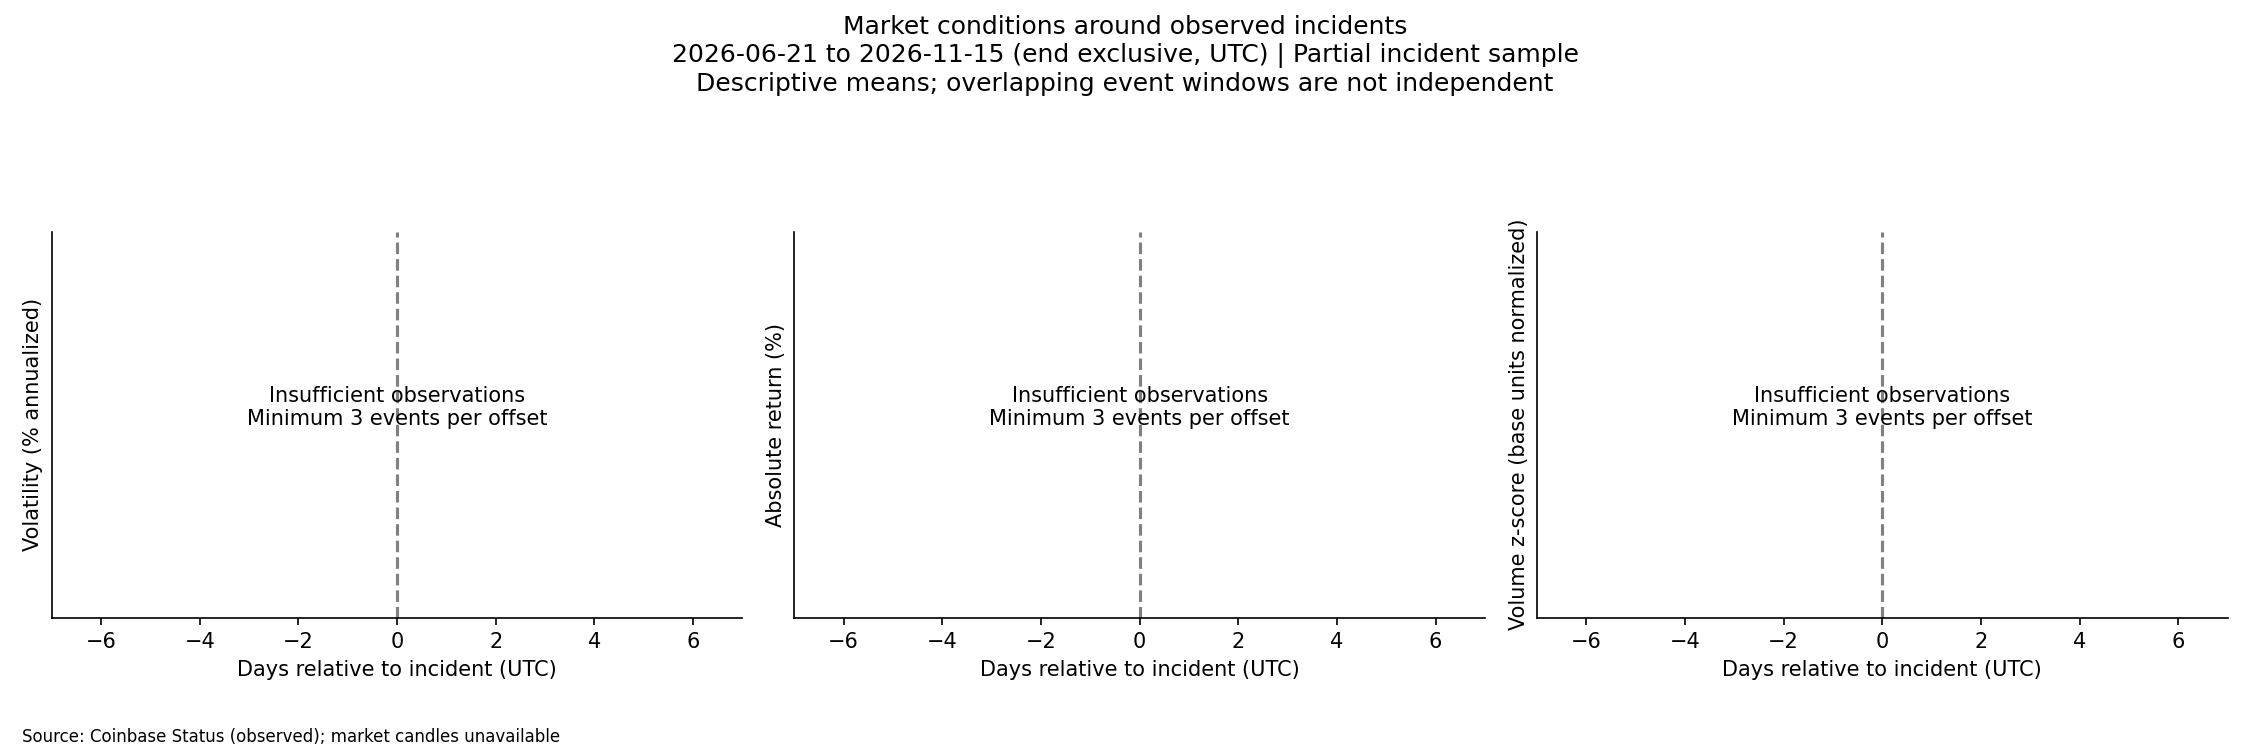 Market conditions around observed incidents
2026-06-21 to 2026-11-15 (end exclusive, UTC) | Partial incident sample
Descriptive means; overlapping event windows are not independent
Volatility (% annualized)
Insufficient observations
Minimum 3 events per offset
−6 −4 −2 0 2 4 6
Days relative to incident (UTC)
Absolute return (%)
Insufficient observations
Minimum 3 events per offset
−6 −4 −2 0 2 4 6
Days relative to incident (UTC)
Volume z-score (base units normalized)
Insufficient observations
Minimum 3 events per offset
−6 −4 −2 0 2 4 6
Days relative to incident (UTC)
Source: Coinbase Status (observed); market candles unavailable